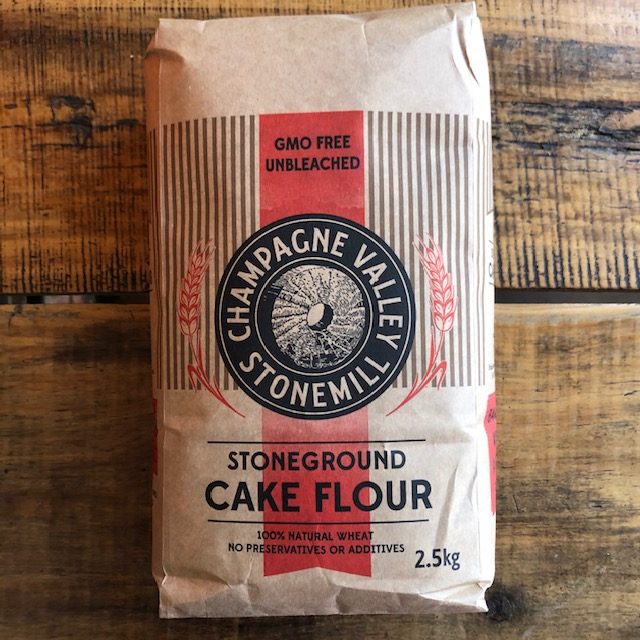 GMO FREE
UNBLEACHED
CHAMPAGNE VALLEY
STONEMILL
STONEGROUND
CAKE FLOUR
100% NATURAL WHEAT
NO PRESERVATIVES OR ADDITIVES
2.5kg